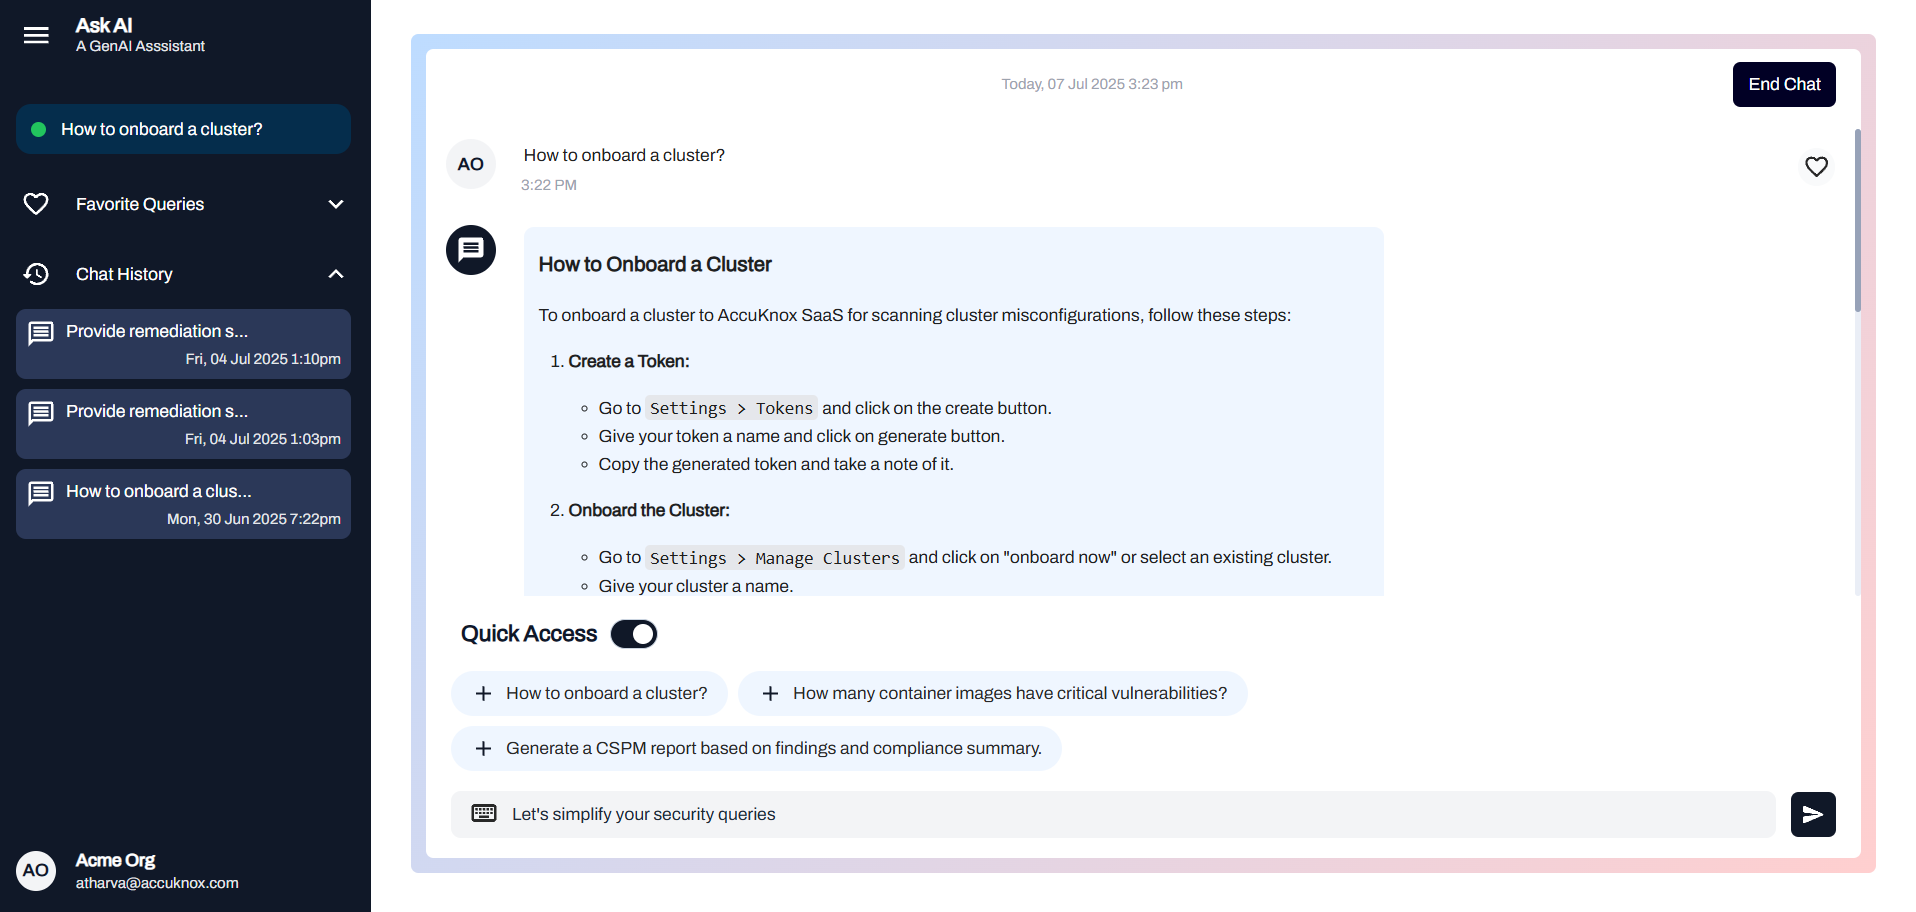 Ask AI
A GenAI Asssistant
How to onboard a cluster?
Favorite Queries
Chat History
Provide remediation s...
Fri, 04 Jul 2025 1:10pm
Provide remediation s...
Fri, 04 Jul 2025 1:03pm
How to onboard a clus...
Mon, 30 Jun 2025 7:22pm
AO
Acme Org
atharva@accuknox.com
Today, 07 Jul 2025 3:23 pm
End Chat
AO
How to onboard a cluster?
3:22 PM
How to Onboard a Cluster
To onboard a cluster to AccuKnox SaaS for scanning cluster misconfigurations, follow these steps:
1. Create a Token:
Go to Settings > Tokens and click on the create button.
Give your token a name and click on generate button.
Copy the generated token and take a note of it.
2. Onboard the Cluster:
Go to Settings > Manage Clusters and click on "onboard now" or select an existing cluster.
Give your cluster a name.
Quick Access
+ How to onboard a cluster?
+ How many container images have critical vulnerabilities?
+ Generate a CSPM report based on findings and compliance summary.
Let's simplify your security queries